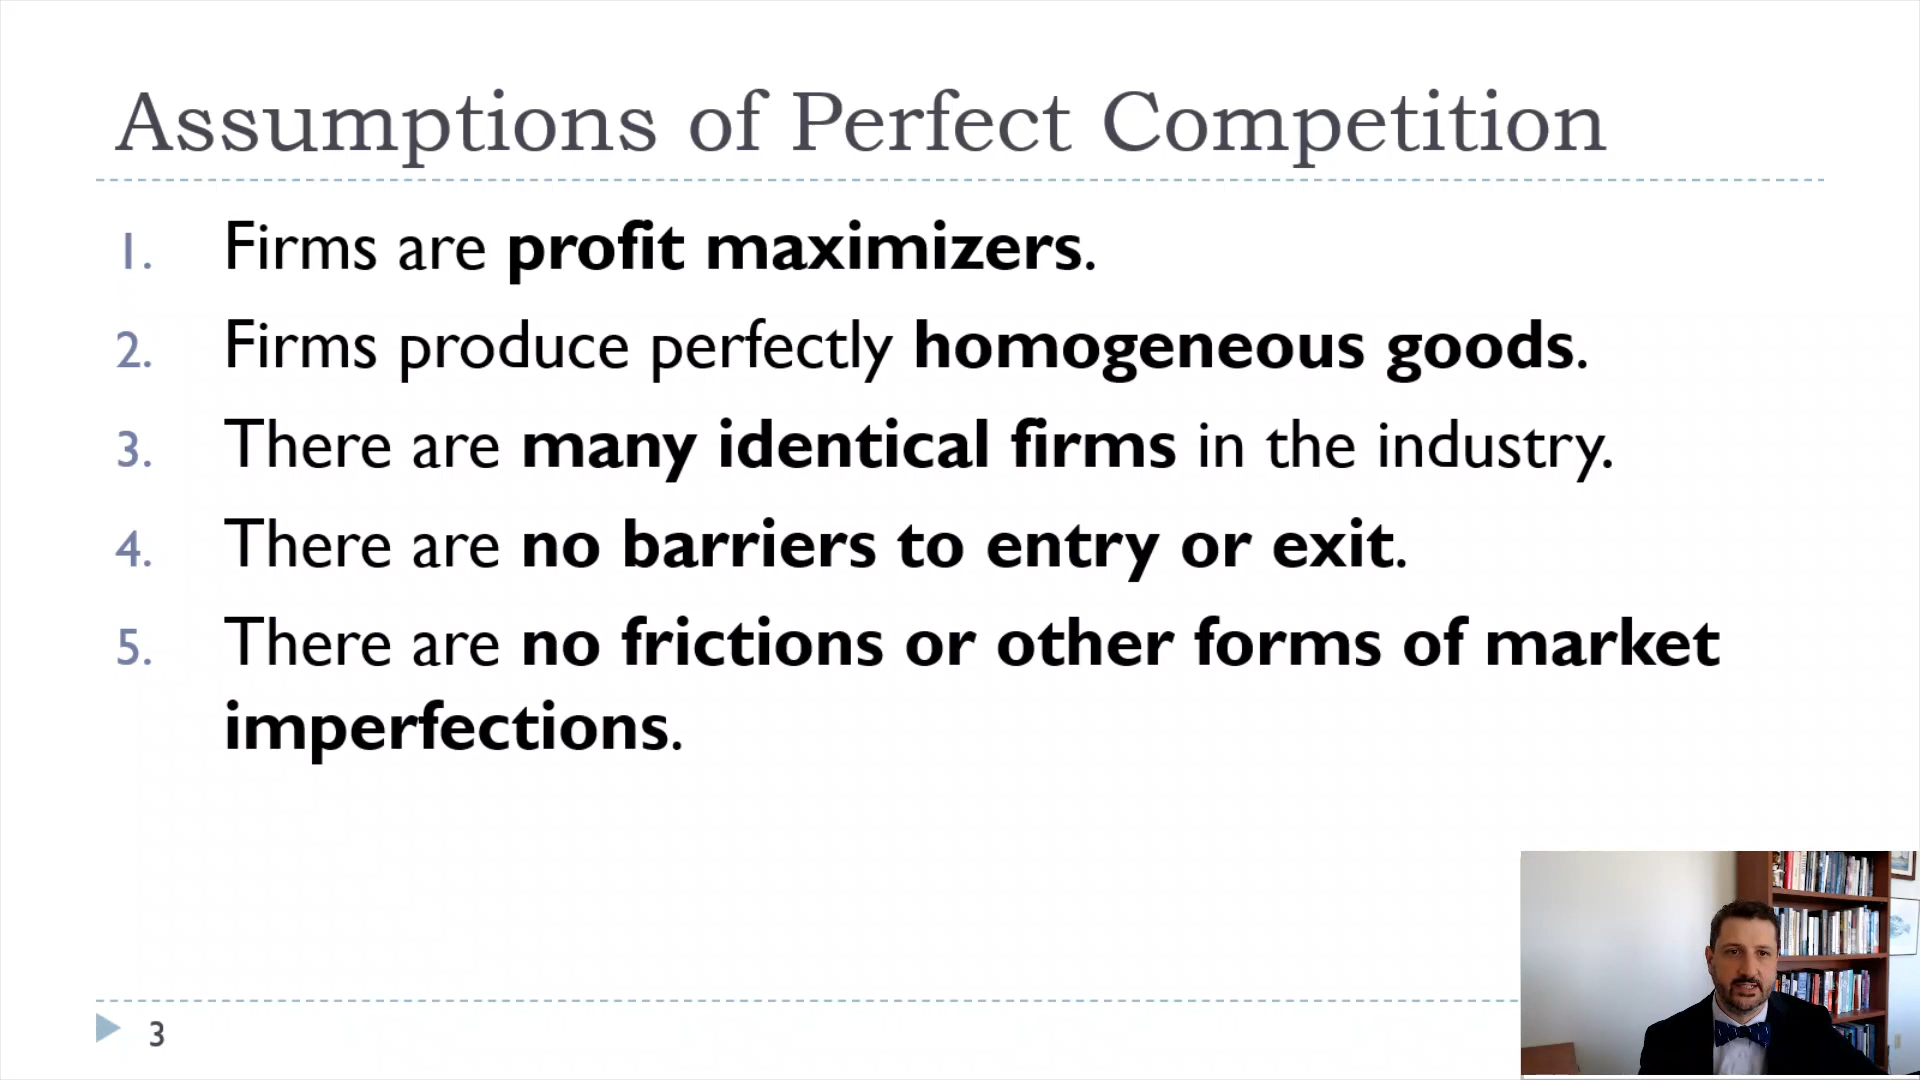 Assumptions of Perfect Competition
1. Firms are profit maximizers.
2. Firms produce perfectly homogeneous goods.
3. There are many identical firms in the industry.
4. There are no barriers to entry or exit.
5. There are no frictions or other forms of market
imperfections.
3